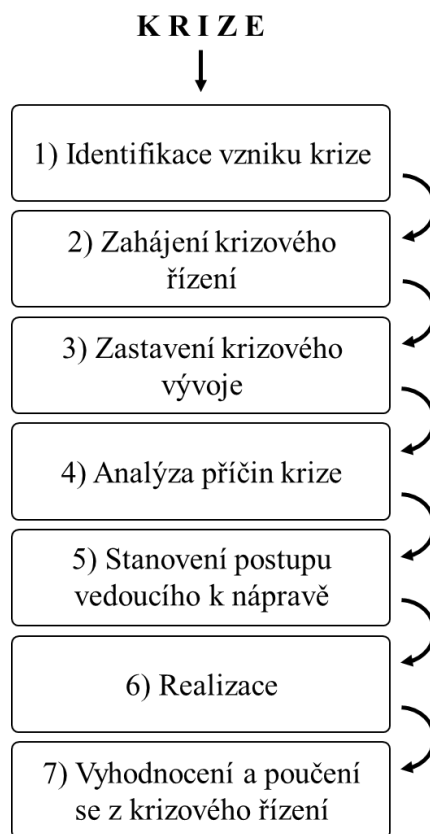 K R I Z E
1) Identifikace vzniku krize
2) Zahájení krizového
řízení
3) Zastavení krizového
vývoje
4) Analýza příčin krize
5) Stanovení postupu
vedoucího k nápravě
6) Realizace
7) Vyhodnocení a poučení
se z krizového řízení